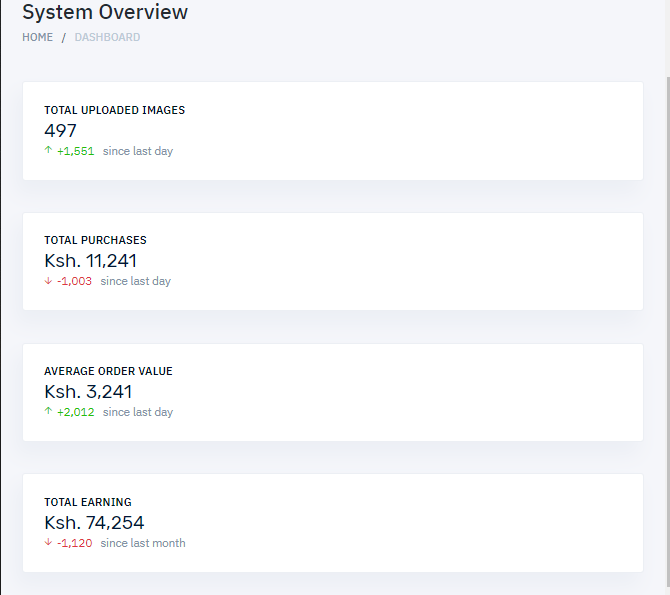 System Overview
HOME / DASHBOARD
TOTAL UPLOADED IMAGES
497
↑ +1,551 since last day
TOTAL PURCHASES
Ksh. 11,241
↓ -1,003 since last day
AVERAGE ORDER VALUE
Ksh. 3,241
↑ +2,012 since last day
TOTAL EARNING
Ksh. 74,254
↓ -1,120 since last month